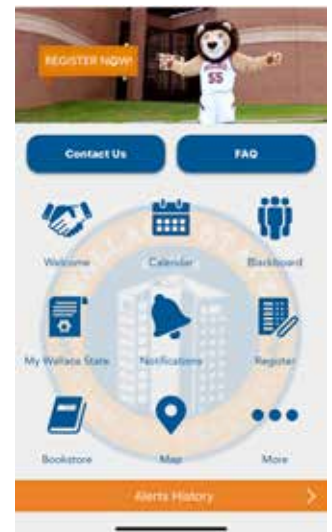 REGISTER NOW!
55
Contact Us
FAQ
Welcome
Calendar
Blackboard
My Wallace State
Notifications
Register
Bookstore
Map
More
Alerts History